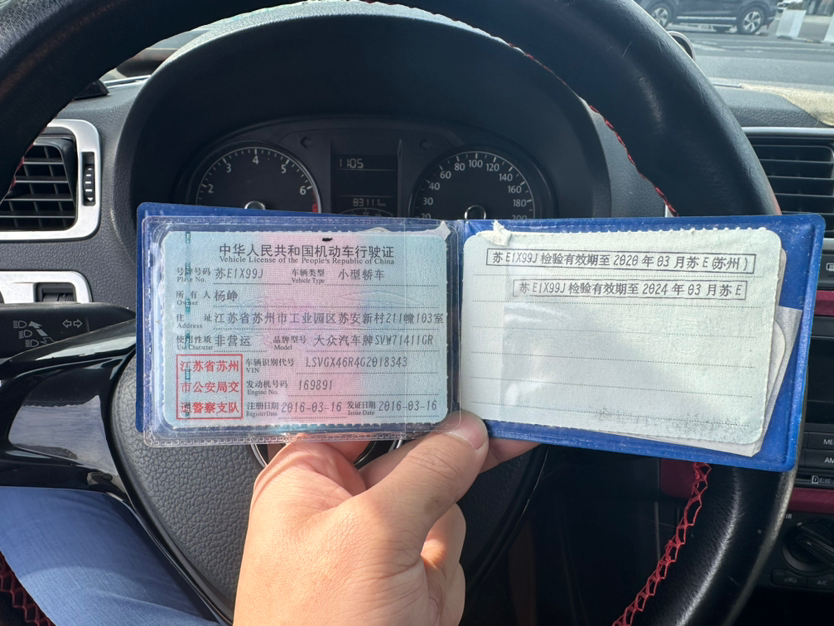 1105
83111
中华人民共和国机动车行驶证
Vehicle License of the People's Republic of China
号牌号码 苏E1X99J 车辆类型 小型轿车
Plate No. Vehicle Type
所有人 杨峥
Owner
住址 江苏省苏州市工业园区苏安新村211幢103室
Address
使用性质 非营运 品牌型号 大众汽车牌SVW71411GR
Use Character Model
江苏省苏州 车辆识别代号 LSVGX46R4G2018343
VIN
市公安局交 发动机号码 169891
Engine No.
通警察支队 注册日期 2016-03-16 发证日期 2016-03-16
Register Date Issue Date
苏E1X99J检验有效期至2020年03月苏E(苏州)
苏E1X99J检验有效期至2024年03月苏E